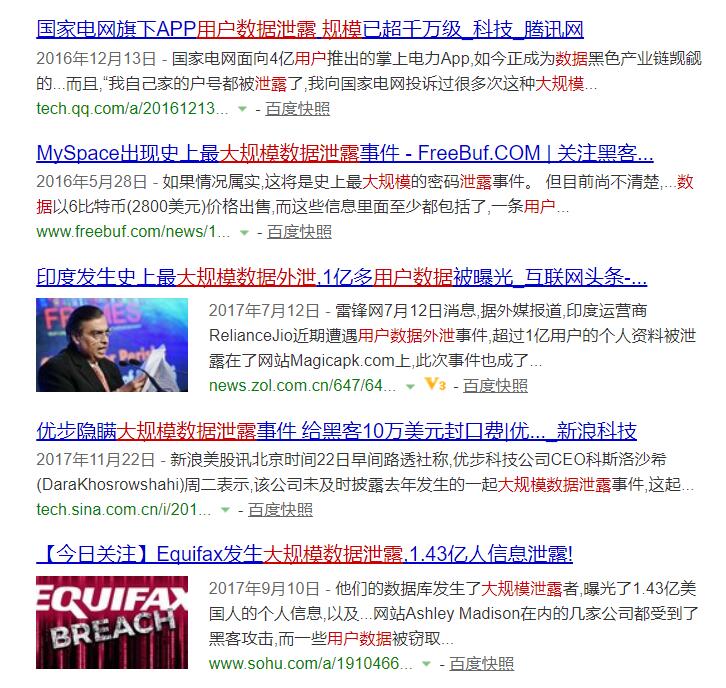 国家电网旗下APP用户数据泄露 规模已超千万级_科技_腾讯网
2016年12月13日 - 国家电网面向4亿用户推出的掌上电力App,如今正成为数据黑色产业链觊觎
的...而且,“我自己家的户号都被泄露了,我向国家电网投诉过很多次这种大规模...
tech.qq.com/a/20161213... - 百度快照
MySpace出现史上最大规模数据泄露事件 - FreeBuf.COM | 关注黑客...
2016年5月28日 - 如果情况属实,这将是史上最大规模的密码泄露事件。 但目前尚不清楚,...数
据以6比特币(2800美元)价格出售,而这些信息里面至少都包括了,一条用户...
www.freebuf.com/news/1... - 百度快照
印度发生史上最大规模数据外泄,1亿多用户数据被曝光_互联网头条-...
2017年7月12日 - 雷锋网7月12日消息,据外媒报道,印度运营商
RelianceJio近期遭遇用户数据外泄事件,超过1亿用户的个人资料被泄
露在了网站Magicapk.com上,此次事件也成了...
news.zol.com.cn/647/64... V3 - 百度快照
优步隐瞒大规模数据泄露事件 给黑客10万美元封口费|优..._新浪科技
2017年11月22日 - 新浪美股讯北京时间22日早间路透社称,优步科技公司CEO科斯洛沙希
(DaraKhosrowshahi)周二表示,该公司未及时披露去年发生的一起大规模数据泄露事件,这起...
tech.sina.com.cn/i/201... - 百度快照
【今日关注】Equifax发生大规模数据泄露,1.43亿人信息泄露!
EQUIFAX
BREACH
2017年9月10日 - 他们的数据库发生了大规模泄露者,曝光了1.43亿美
国人的个人信息,以及...网站Ashley Madison在内的几家公司都受到了
黑客攻击,而一些用户数据被窃取...
www.sohu.com/a/1910466... - 百度快照